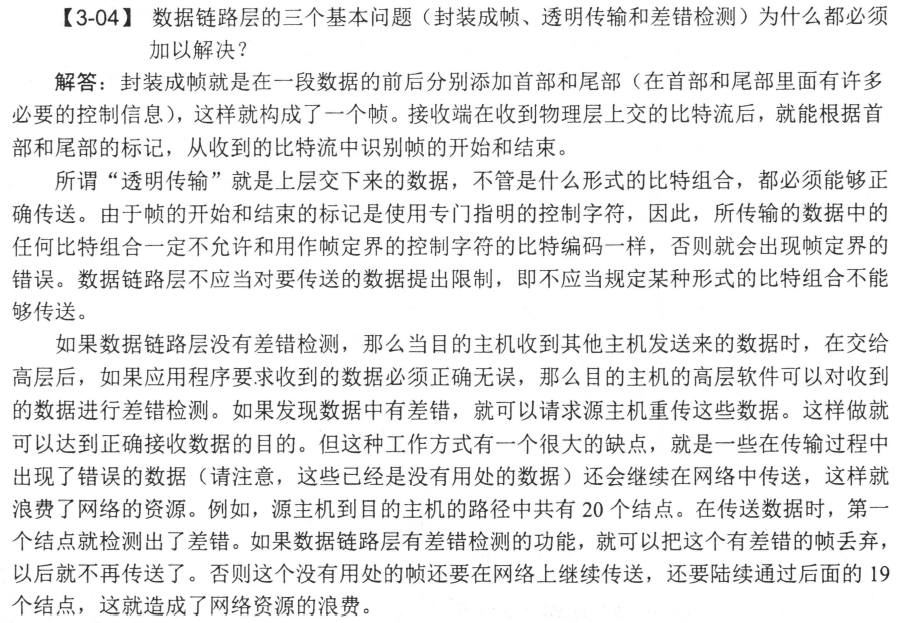 【3-04】 数据链路层的三个基本问题（封装成帧、透明传输和差错检测）为什么都必须
加以解决？
解答：封装成帧就是在一段数据的前后分别添加首部和尾部（在首部和尾部里面有许多
必要的控制信息），这样就构成了一个帧。接收端在收到物理层上交的比特流后，就能根据首
部和尾部的标记，从收到的比特流中识别帧的开始和结束。
所谓“透明传输”就是上层交下来的数据，不管是什么形式的比特组合，都必须能够正
确传送。由于帧的开始和结束的标记是使用专门指明的控制字符，因此，所传输的数据中的
任何比特组合一定不允许和用作帧定界的控制字符的比特编码一样，否则就会出现帧定界的
错误。数据链路层不应当对要传送的数据提出限制，即不应当规定某种形式的比特组合不能
够传送。
如果数据链路层没有差错检测，那么当目的主机收到其他主机发送来的数据时，在交给
高层后，如果应用程序要求收到的数据必须正确无误，那么目的主机的高层软件可以对收到
的数据进行差错检测。如果发现数据中有差错，就可以请求源主机重传这些数据。这样做就
可以达到正确接收数据的目的。但这种工作方式有一个很大的缺点，就是一些在传输过程中
出现了错误的数据（请注意，这些已经是没有用处的数据）还会继续在网络中传送，这样就
浪费了网络的资源。例如，源主机到目的主机的路径中共有 20 个结点。在传送数据时，第一
个结点就检测出了差错。如果数据链路层有差错检测的功能，就可以把这个有差错的帧丢弃，
以后就不再传送了。否则这个没有用处的帧还要在网络上继续传送，还要陆续通过后面的 19
个结点，这就造成了网络资源的浪费。